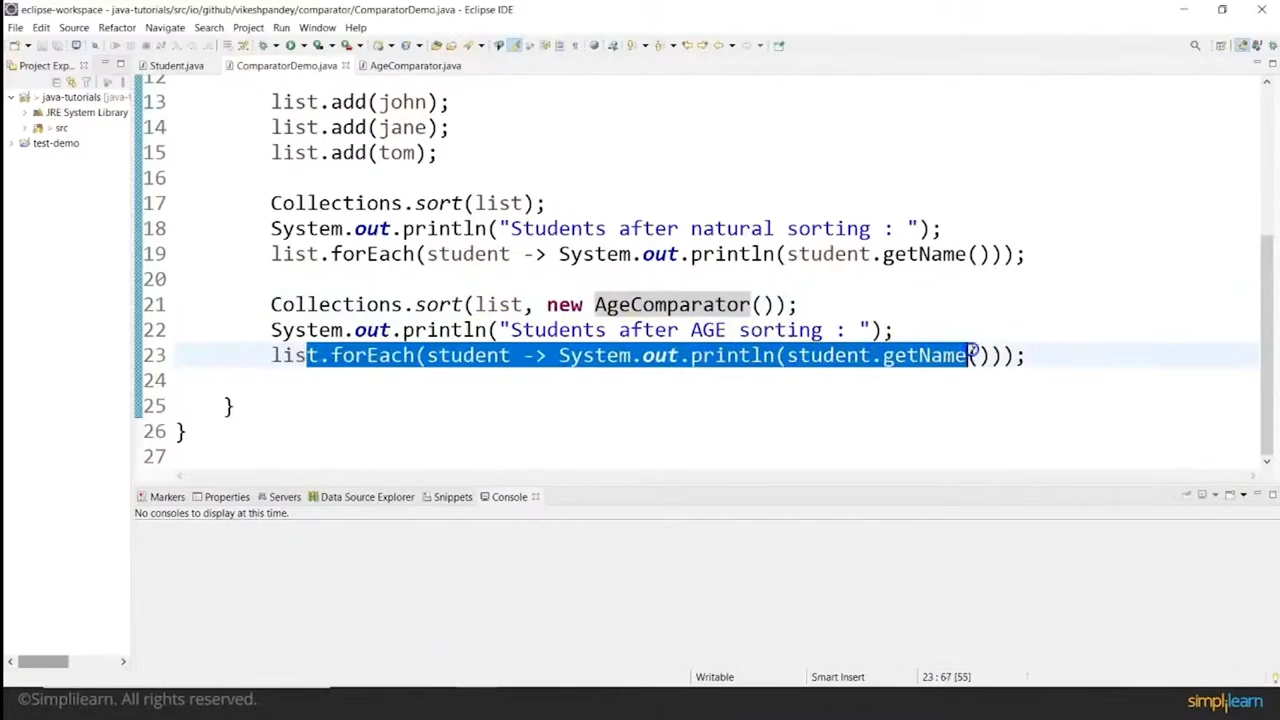 eclipse-workspace - java-tutorials/src/io/github/vikeshpandey/comparator/ComparatorDemo.java - Eclipse IDE
File Edit Source Refactor Navigate Search Project Run Window Help
Project Exp...
Student.java ComparatorDemo.java AgeComparator.java
> java-tutorials [java-t
JRE System Library
> src
test-demo
12
13 list.add(john);
14 list.add(jane);
15 list.add(tom);
16
17 Collections.sort(list);
18 System.out.println("Students after natural sorting : ");
19 list.forEach(student -> System.out.println(student.getName()));
20
21 Collections.sort(list, new AgeComparator());
22 System.out.println("Students after AGE sorting : ");
23 list.forEach(student -> System.out.println(student.getName()));
24
25 }
26 }
27
Markers Properties Servers Data Source Explorer Snippets Console
No consoles to display at this time.
Writable Smart Insert 23 : 67 [55]
©Simplilearn. All rights reserved.
simplilearn